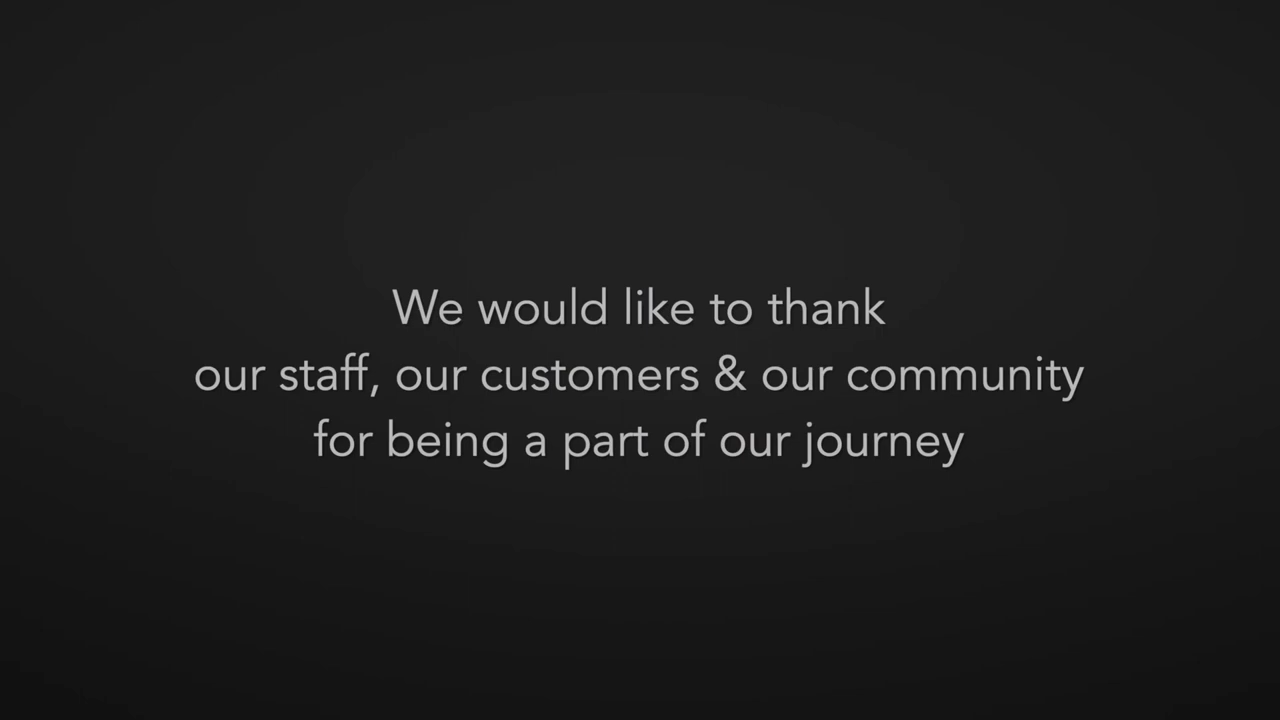 We would like to thank
our staff, our customers & our community
for being a part of our journey